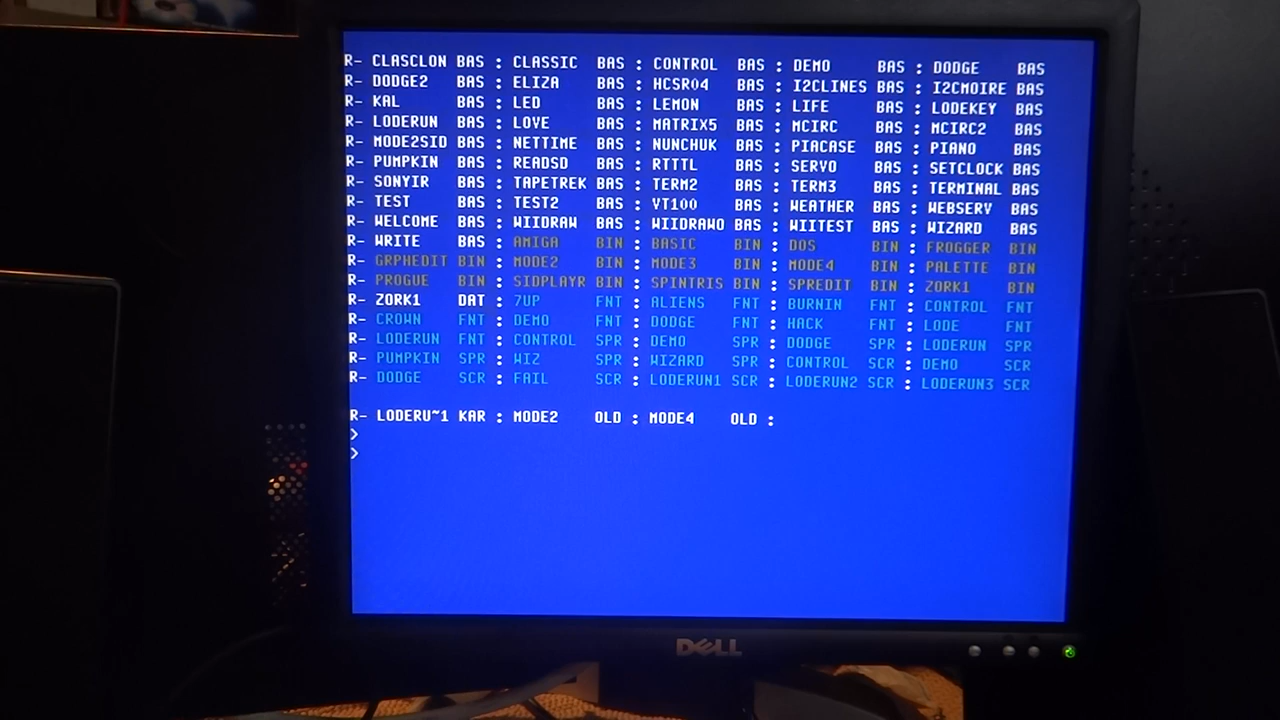 R- CLASCLON BAS : CLASSIC BAS : CONTROL BAS : DEMO BAS : DODGE BAS
R- DODGE2 BAS : ELIZA BAS : HCSR04 BAS : I2CLINES BAS : I2CMOIRE BAS
R- KAL BAS : LED BAS : LEMON BAS : LIFE BAS : LODEKEY BAS
R- LODERUN BAS : LOVE BAS : MATRIX5 BAS : MCIRC BAS : MCIRC2 BAS
R- MODE2SID BAS : NETTIME BAS : NUNCHUK BAS : PIACASE BAS : PIANO BAS
R- PUMPKIN BAS : READSD BAS : RTTTL BAS : SERVO BAS : SETCLOCK BAS
R- SONYIR BAS : TAPETREK BAS : TERM2 BAS : TERM3 BAS : TERMINAL BAS
R- TEST BAS : TEST2 BAS : VT100 BAS : WEATHER BAS : WEBSERV BAS
R- WELCOME BAS : WIIDRAW BAS : WIIDRAWO BAS : WIITEST BAS : WIZARD BAS
R- WRITE BAS : AMIGA BIN : BASIC BIN : DOS BIN : FROGGER BIN
R- GRPHEDIT BIN : MODE2 BIN : MODE3 BIN : MODE4 BIN : PALETTE BIN
R- PROGUE BIN : SIDPLAYR BIN : SPINTRIS BIN : SPREDIT BIN : ZORK1 BIN
R- ZORK1 DAT : 7UP FNT : ALIENS FNT : BURNIN FNT : CONTROL FNT
R- CROWN FNT : DEMO FNT : DODGE FNT : HACK FNT : LODE FNT
R- LODERUN FNT : CONTROL SPR : DEMO SPR : DODGE SPR : LODERUN SPR
R- PUMPKIN SPR : WIZ SPR : WIZARD SPR : CONTROL SCR : DEMO SCR
R- DODGE SCR : FAIL SCR : LODERUN1 SCR : LODERUN2 SCR : LODERUN3 SCR
R- LODERU~1 KAR : MODE2 OLD : MODE4 OLD :
>
>
DELL